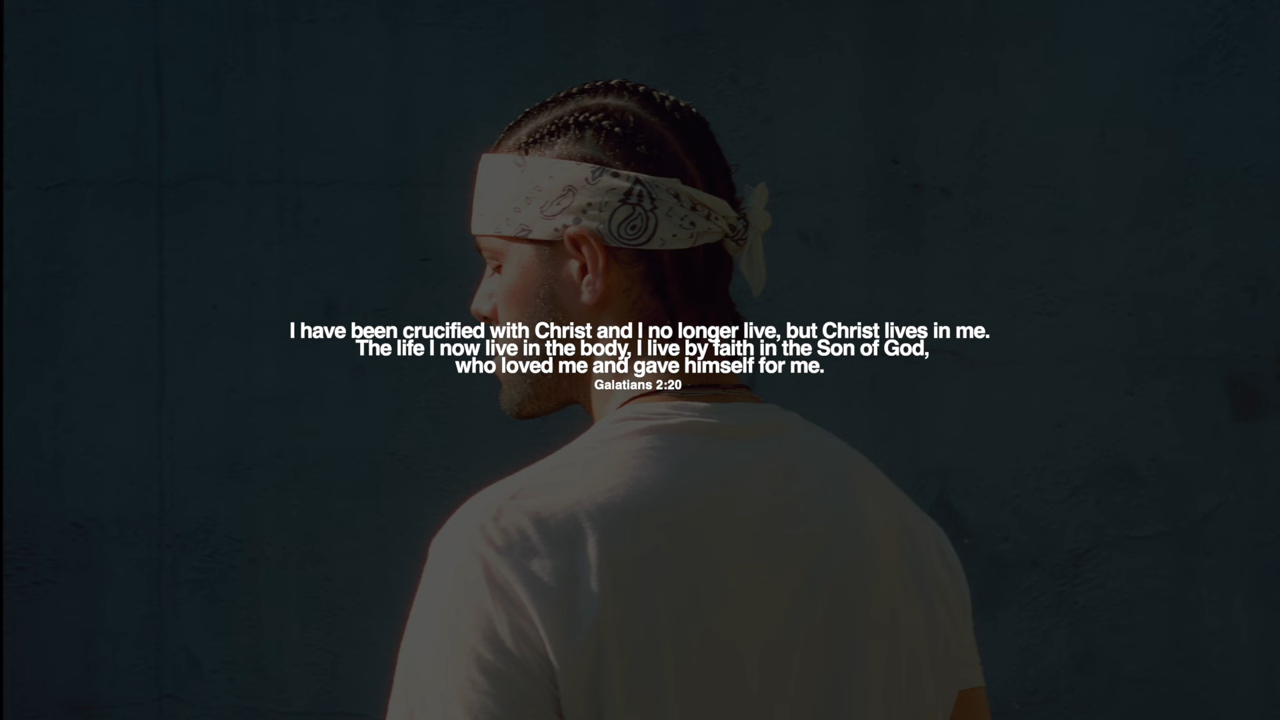 I have been crucified with Christ and I no longer live, but Christ lives in me.
The life I now live in the body, I live by faith in the Son of God,
who loved me and gave himself for me.
Galatians 2:20